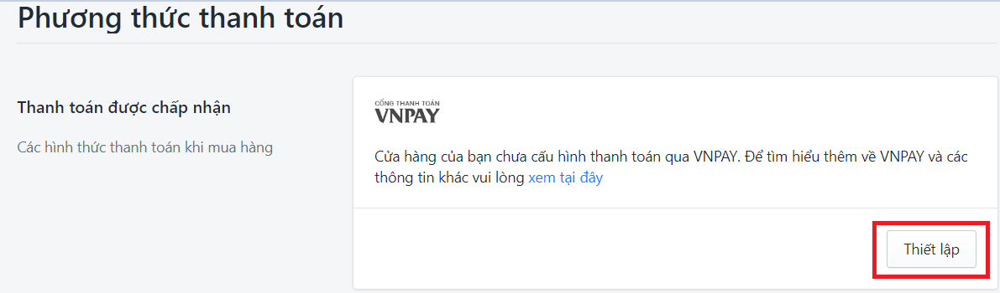 Phương thức thanh toán
Thanh toán được chấp nhận
Các hình thức thanh toán khi mua hàng
CỔNG THANH TOÁN
VNPAY
Cửa hàng của bạn chưa cấu hình thanh toán qua VNPAY. Để tìm hiểu thêm về VNPAY và các
thông tin khác vui lòng xem tại đây
Thiết lập